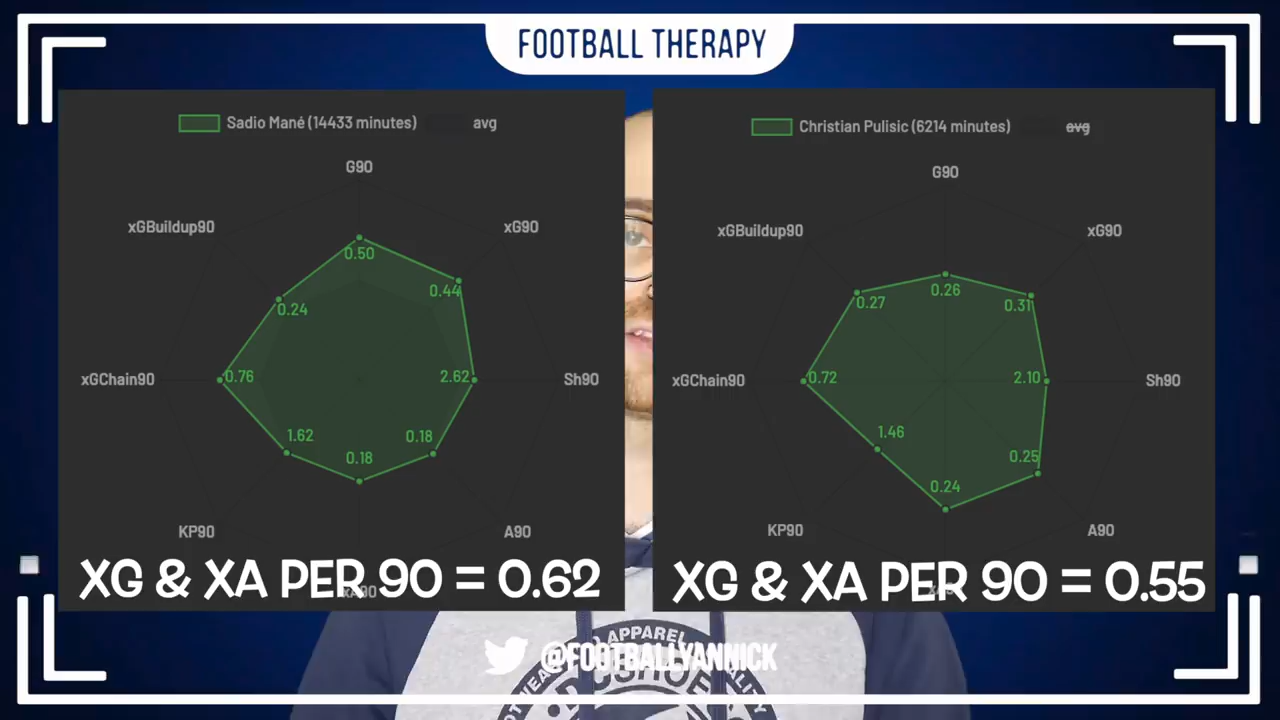 FOOTBALL THERAPY
Sadio Mané (14433 minutes)
avg
G90
xGBuildup90
xG90
0.50
0.44
0.24
xGChain90
0.76
2.62
Sh90
1.62
0.18
0.18
KP90
A90
XG & XA PER 90 = 0.62
Christian Pulisic (6214 minutes)
avg
G90
xGBuildup90
xG90
0.26
0.31
0.27
xGChain90
0.72
2.10
Sh90
1.46
0.25
0.24
KP90
A90
XG & XA PER 90 = 0.55
APPAREL
@FOOTBALLYANNICK